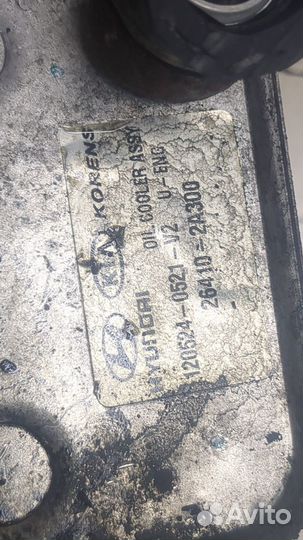 HYUNDAI KIA KORENS
OIL COOLER ASSY
U-ENG
120524-0521-V2
26410-2A300
Avito